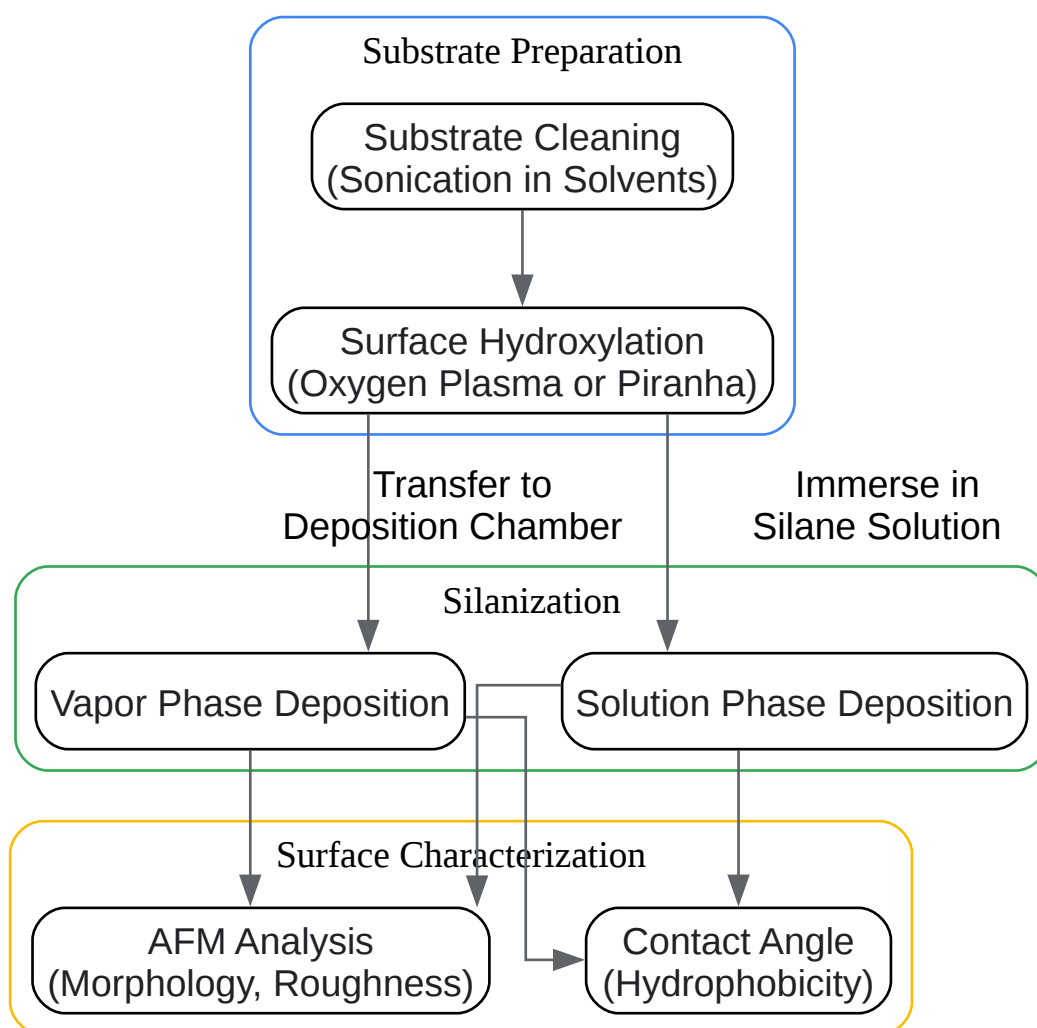 Substrate Preparation
Substrate Cleaning
(Sonication in Solvents)
Surface Hydroxylation
(Oxygen Plasma or Piranha)
Transfer to
Deposition Chamber
Immerse in
Silane Solution
Silanization
Vapor Phase Deposition
Solution Phase Deposition
Surface Characterization
AFM Analysis
(Morphology, Roughness)
Contact Angle
(Hydrophobicity)